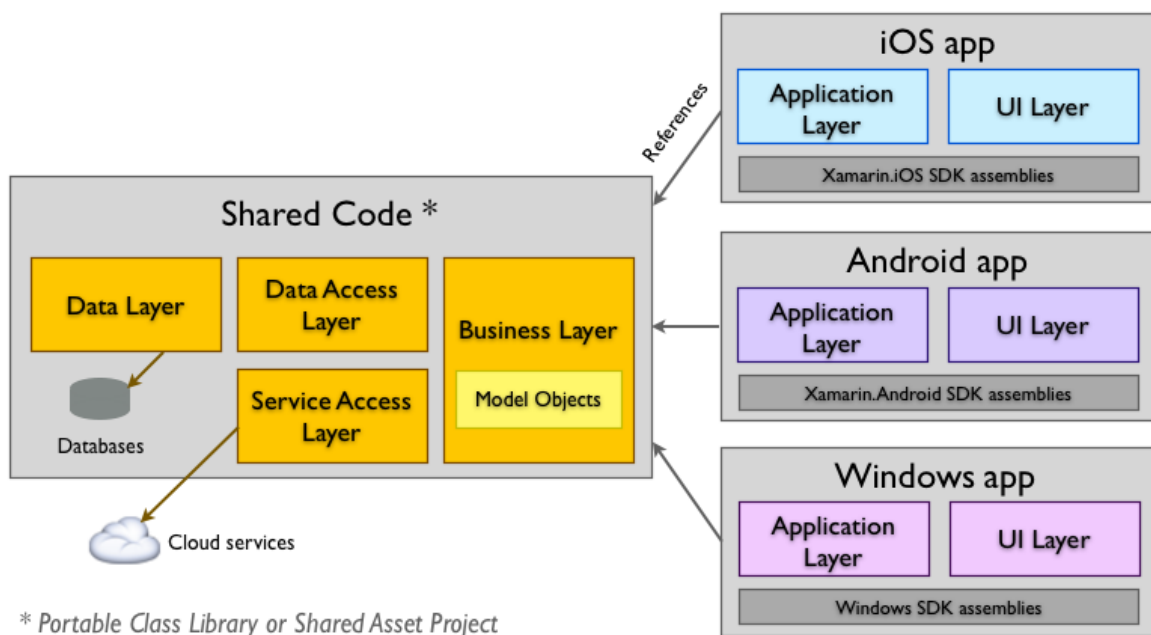 iOS app
Application
Layer
UI Layer
Xamarin.iOS SDK assemblies
References
Shared Code *
Data Layer
Data Access
Layer
Business Layer
Model Objects
Service Access
Layer
Databases
Cloud services
Android app
Application
Layer
UI Layer
Xamarin.Android SDK assemblies
Windows app
Application
Layer
UI Layer
Windows SDK assemblies
* Portable Class Library or Shared Asset Project